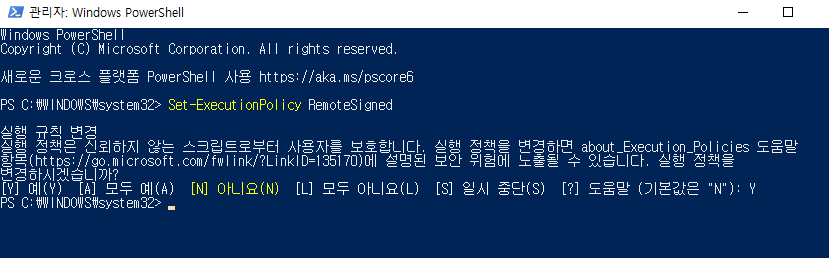 관리자: Windows PowerShell
Windows PowerShell
Copyright (C) Microsoft Corporation. All rights reserved.
새로운 크로스 플랫폼 PowerShell 사용 https://aka.ms/pscore6
PS C:₩WINDOWS₩system32> Set-ExecutionPolicy RemoteSigned
실행 규칙 변경
실행 정책은 신뢰하지 않는 스크립트로부터 사용자를 보호합니다. 실행 정책을 변경하면 about_Execution_Policies 도움말
항목(https://go.microsoft.com/fwlink/?LinkID=135170)에 설명된 보안 위험에 노출될 수 있습니다. 실행 정책을
변경하시겠습니까?
[Y] 예(Y)  [A] 모두 예(A)  [N] 아니요(N)  [L] 모두 아니요(L)  [S] 일시 중단(S)  [?] 도움말 (기본값은 "N"): Y
PS C:₩WINDOWS₩system32>